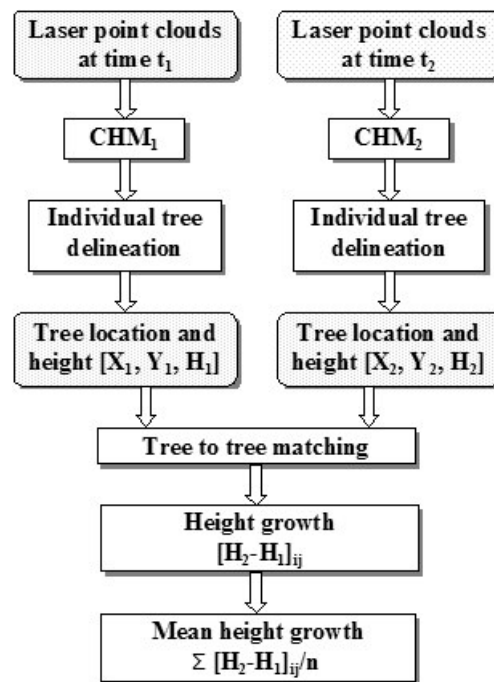 Laser point clouds
at time t₁
Laser point clouds
at time t₂
CHM₁
CHM₂
Individual tree
delineation
Individual tree
delineation
Tree location and
height [X₁, Y₁, H₁]
Tree location and
height [X₂, Y₂, H₂]
Tree to tree matching
Height growth
[H₂-H₁]ᵢⱼ
Mean height growth
Σ [H₂-H₁]ᵢⱼ/n